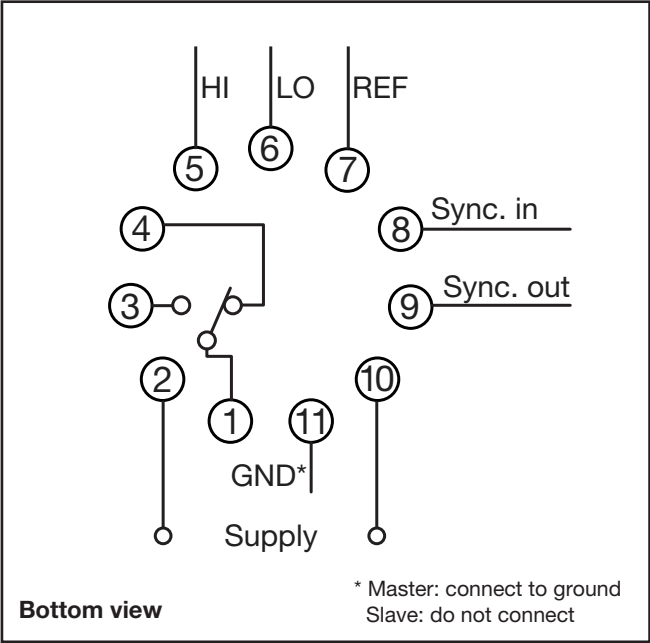 HI LO REF
5 6 7
4 8 Sync. in
3 9 Sync. out
2 10
1 11
GND*
Supply
* Master: connect to ground
Bottom view Slave: do not connect